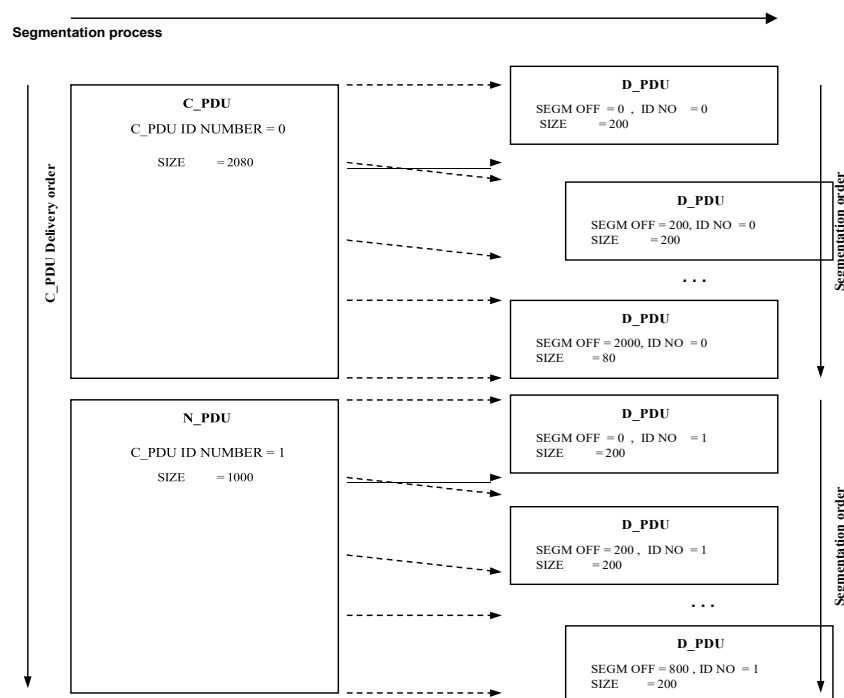 Segmentation process
C_PDU Delivery order
C_PDU
C_PDU ID NUMBER = 0
SIZE = 2080
D_PDU
SEGM OFF = 0 , ID NO = 0
SIZE = 200
D_PDU
SEGM OFF = 200, ID NO = 0
SIZE = 200
. . .
D_PDU
SEGM OFF = 2000, ID NO = 0
SIZE = 80
Segmentation order
N_PDU
C_PDU ID NUMBER = 1
SIZE = 1000
D_PDU
SEGM OFF = 0 , ID NO = 1
SIZE = 200
D_PDU
SEGM OFF = 200 , ID NO = 1
SIZE = 200
. . .
D_PDU
SEGM OFF = 800 , ID NO = 1
SIZE = 200
Segmentation order